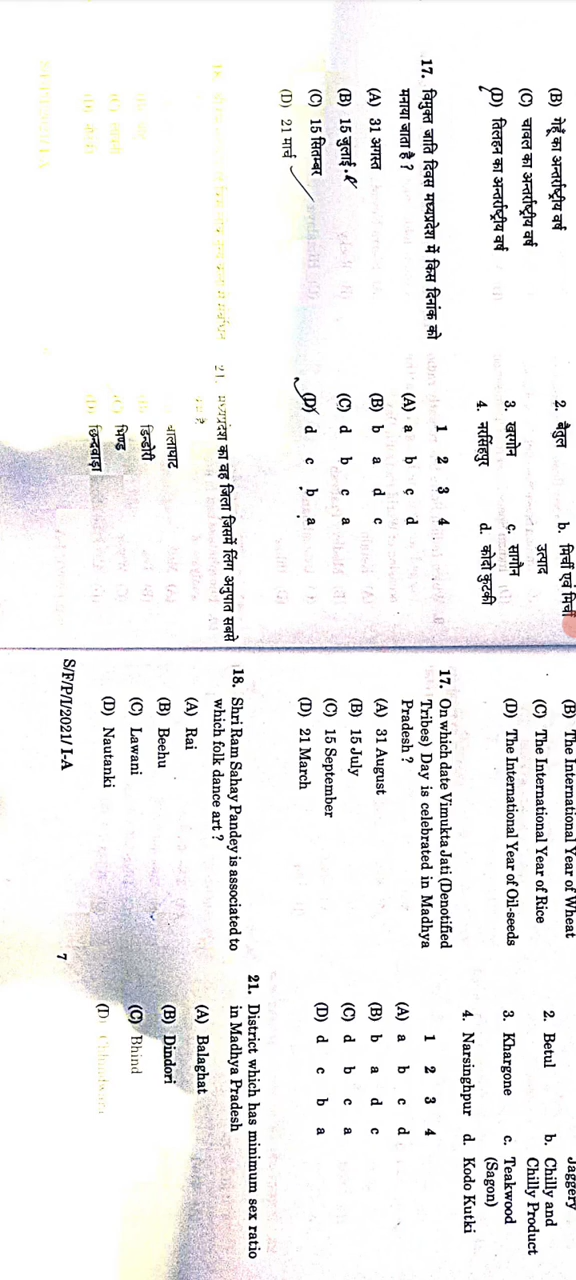 (B) गेहूँ का अन्तर्राष्ट्रीय वर्ष
(C) चावल का अन्तर्राष्ट्रीय वर्ष
(D) तिलहन का अन्तर्राष्ट्रीय वर्ष
17. विमुक्त जाति दिवस मध्यप्रदेश में किस दिनांक को
मनाया जाता है ?
(A) 31 अगस्त
(B) 15 जुलाई
(C) 15 सितम्बर
(D) 21 मार्च
2. बैतुल b. मिर्ची एवं मिर्ची
उत्पाद
3. खरगोन c. सागौन
4. नरसिंहपुर d. कोदो कुटकी
1 2 3 4
(A) a b c d
(B) b a d c
(C) d b c a
(D) d c b a
21. मध्यप्रदेश का वह जिला जिसमें लिंग अनुपात सबसे
है
बालाघाट
डिन्डोरी
भिण्ड
(D) छिन्दवाड़ा
(B) The International Year of Wheat
(C) The International Year of Rice
(D) The International Year of Oil-seeds
17. On which date Vimukta Jati (Denotified
Tribes) Day is celebrated in Madhya
Pradesh ?
(A) 31 August
(B) 15 July
(C) 15 September
(D) 21 March
18. Shri Ram Sahay Pandey is associated to
which folk dance art ?
(A) Rai
(B) Beehu
(C) Lawani
(D) Nautanki
S/F/P/I/2021/I-A
7
Jaggery
2. Betul b. Chilly and
Chilly Product
3. Khargone c. Teakwood
(Sagon)
4. Narsinghpur d. Kodo Kutki
1 2 3 4
(A) a b c d
(B) b a d c
(C) d b c a
(D) d c b a
21. District which has minimum sex ratio
in Madhya Pradesh
(A) Balaghat
(B) Dindori
(C) Bhind
(D) Chhindwara